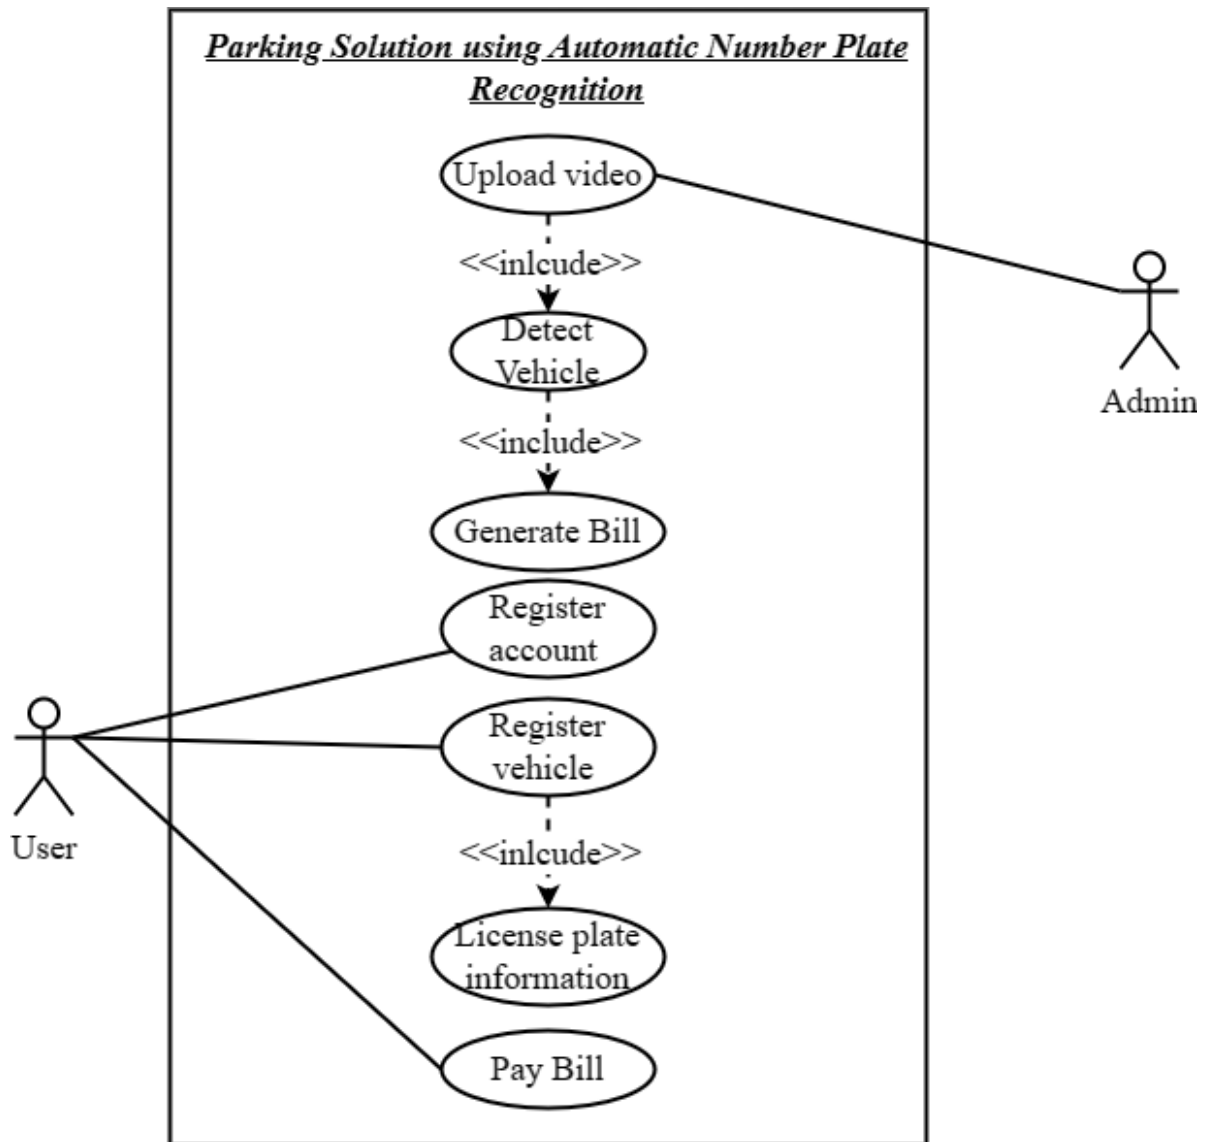 Parking Solution using Automatic Number Plate
Recognition
Upload video
<<inlcude>>
Detect
Vehicle
<<include>>
Admin
Generate Bill
Register
account
Register
vehicle
User
<<inlcude>>
License plate
information
Pay Bill